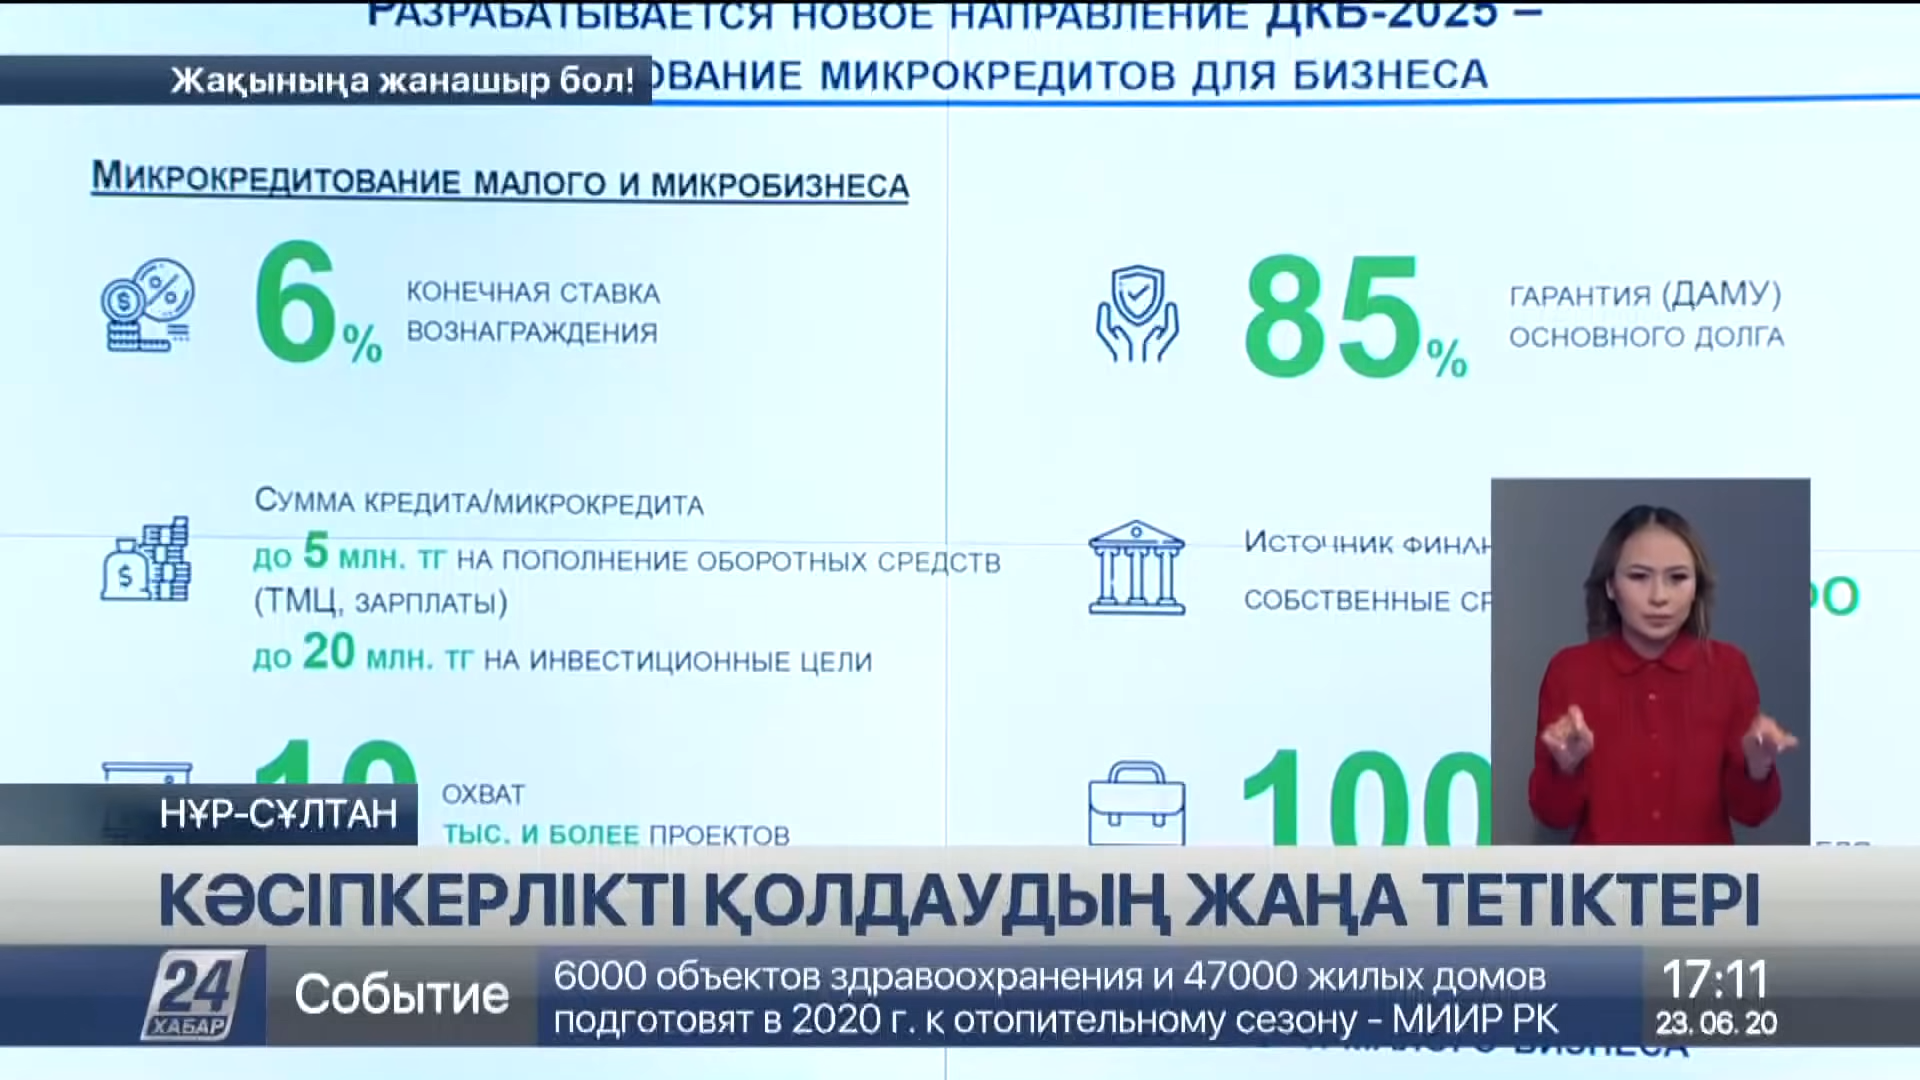 РАЗРАБАТЫВАЕТСЯ НОВОЕ НАПРАВЛЕНИЕ ДКБ-2025 –
МИКРОКРЕДИТОВ ДЛЯ БИЗНЕСА
Жақыныңа жанашыр бол!
МИКРОКРЕДИТОВАНИЕ МАЛОГО И МИКРОБИЗНЕСА
6% КОНЕЧНАЯ СТАВКА
ВОЗНАГРАЖДЕНИЯ
85% ГАРАНТИЯ (ДАМУ)
ОСНОВНОГО ДОЛГА
СУММА КРЕДИТА/МИКРОКРЕДИТА
ДО 5 МЛН. ТГ НА ПОПОЛНЕНИЕ ОБОРОТНЫХ СРЕДСТВ
(ТМЦ, ЗАРПЛАТЫ)
ДО 20 МЛН. ТГ НА ИНВЕСТИЦИОННЫЕ ЦЕЛИ
ИСТОЧНИК
СОБСТВЕННЫЕ
10 ОХВАТ
ТЫС. И БОЛЕЕ ПРОЕКТОВ
100
НҰР-СҰЛТАН
КӘСІПКЕРЛІКТІ ҚОЛДАУДЫҢ ЖАҢА ТЕТІКТЕРІ
24
ХАБАР
Событие
6000 объектов здравоохранения и 47000 жилых домов
подготовят в 2020 г. к отопительному сезону - МИИР РК
17:11
23. 06. 20